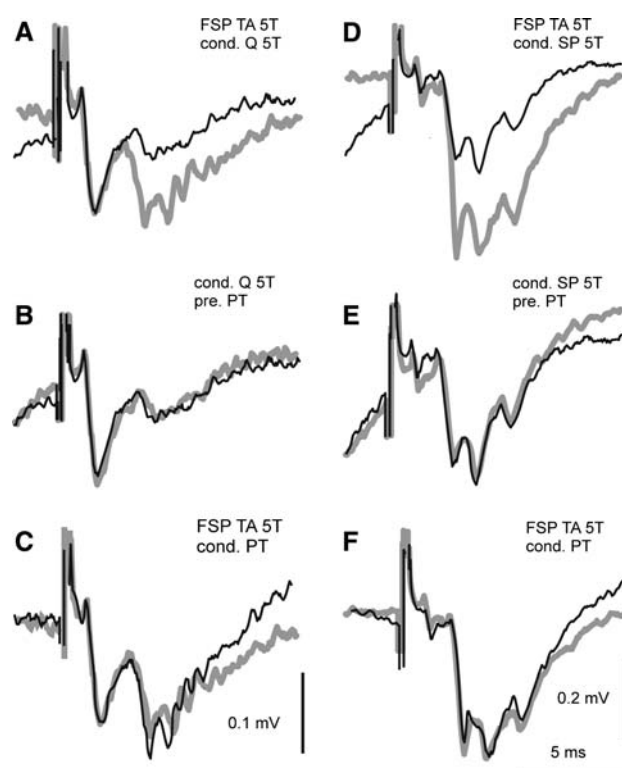 A
FSP TA 5T
cond. Q 5T
D
FSP TA 5T
cond. SP 5T
B
cond. Q 5T
pre. PT
E
cond. SP 5T
pre. PT
C
FSP TA 5T
cond. PT
0.1 mV
F
FSP TA 5T
cond. PT
0.2 mV
5 ms